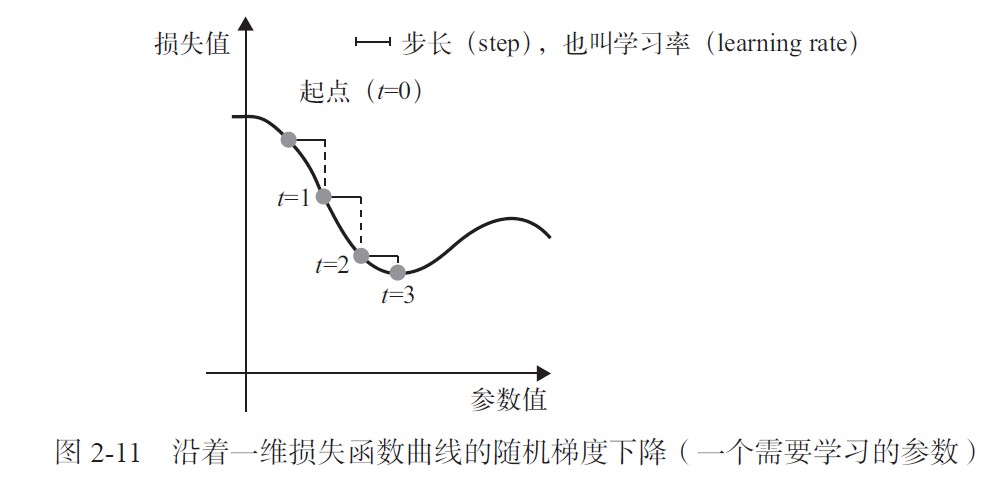 损失值
步长（step），也叫学习率（learning rate）
起点（t=0）
t=1
t=2
t=3
参数值
图 2-11 沿着一维损失函数曲线的随机梯度下降（一个需要学习的参数）